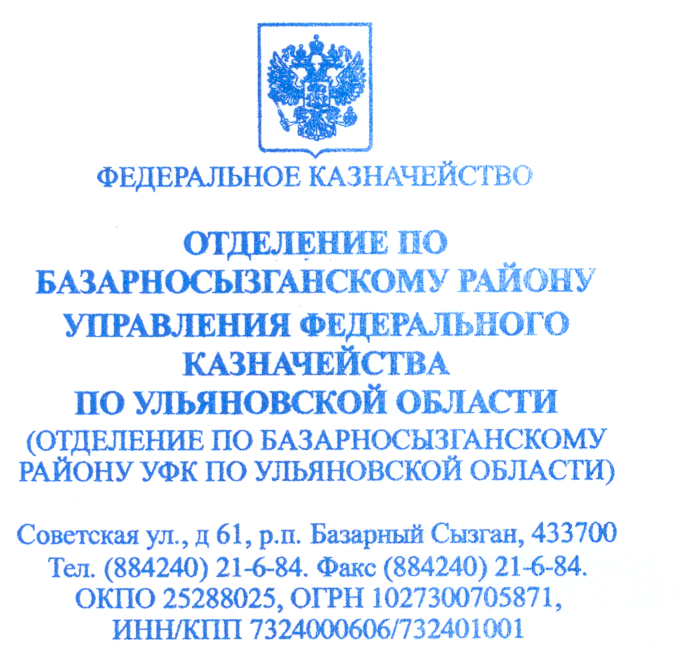 ФЕДЕРАЛЬНОЕ КАЗНАЧЕЙСТВО
ОТДЕЛЕНИЕ ПО
БАЗАРНОСЫЗГАНСКОМУ РАЙОНУ
УПРАВЛЕНИЯ ФЕДЕРАЛЬНОГО
КАЗНАЧЕЙСТВА
ПО УЛЬЯНОВСКОЙ ОБЛАСТИ
(ОТДЕЛЕНИЕ ПО БАЗАРНОСЫЗГАНСКОМУ
РАЙОНУ УФК ПО УЛЬЯНОВСКОЙ ОБЛАСТИ)
Советская ул., д 61, р.п. Базарный Сызган, 433700
Тел. (884240) 21-6-84. Факс (884240) 21-6-84.
ОКПО 25288025, ОГРН 1027300705871,
ИНН/КПП 7324000606/732401001